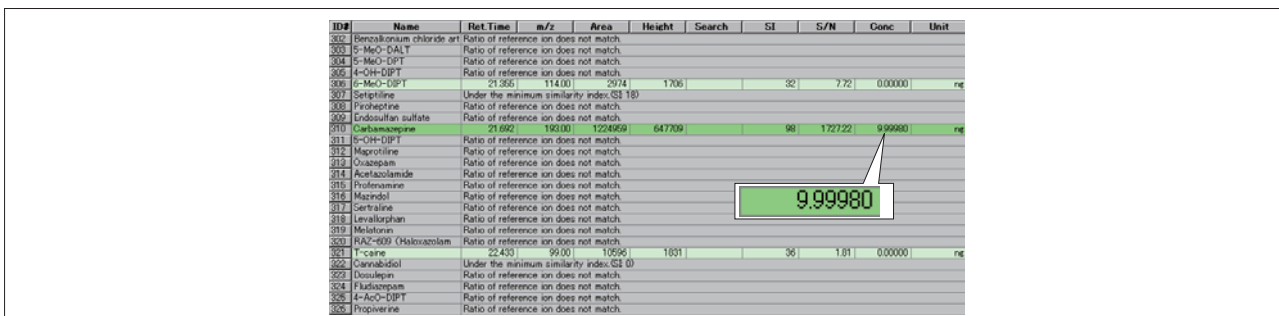 ID# Name Ret.Time m/z Area Height Search SI S/N Conc Unit
302 Benzalkonium chloride art Ratio of reference ion does not match.
303 5-MeO-DALT Ratio of reference ion does not match.
304 5-MeO-DPT Ratio of reference ion does not match.
305 4-OH-DIPT Ratio of reference ion does not match.
306 6-MeO-DIPT 21.355 114.00 2974 1706 32 7.72 0.00000 ng
307 Setiptiline Under the minimum similarity index.(SI 18)
308 Piroheptine Ratio of reference ion does not match.
309 Endosulfan sulfate Ratio of reference ion does not match.
310 Carbamazepine 21.692 193.00 1224959 647709 98 1727.22 9.99980 ng
311 5-OH-DIPT Ratio of reference ion does not match.
312 Maprotiline Ratio of reference ion does not match.
313 Oxazepam Ratio of reference ion does not match.
314 Acetazolamide Ratio of reference ion does not match.
315 Profenamine Ratio of reference ion does not match.
316 Mazindol Ratio of reference ion does not match.
9.99980
317 Sertraline Ratio of reference ion does not match.
318 Levallorphan Ratio of reference ion does not match.
319 Melatonin Ratio of reference ion does not match.
320 RAZ-609 (Haloxazolam Ratio of reference ion does not match.
321 T-caine 22.433 99.00 10596 1831 36 1.81 0.00000 ng
322 Cannabidiol Under the minimum similarity index.(SI 0)
323 Dosulepin Ratio of reference ion does not match.
324 Fludiazepam Ratio of reference ion does not match.
325 4-AcO-DIPT Ratio of reference ion does not match.
326 Propiverine Ratio of reference ion does not match.